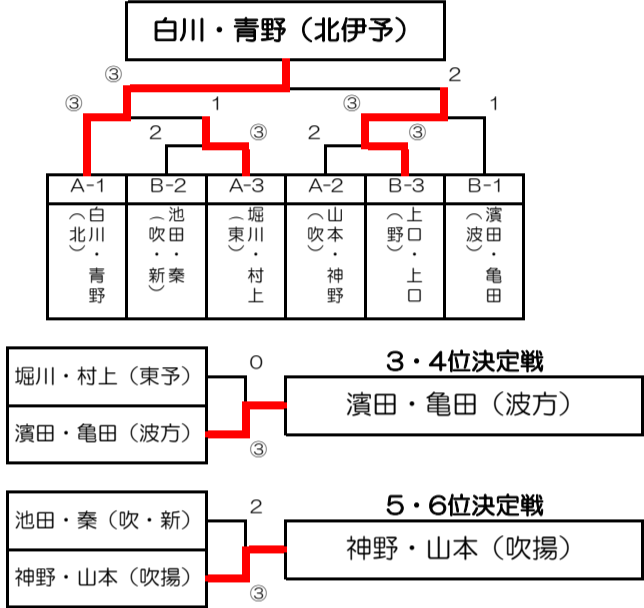 白川・青野（北伊予）
③ 2
③ 1 ③ 1
2 ③ 2 ③
A-1 B-2 A-3 A-2 B-3 B-1
白川・青野（北）
池田・秦（吹・新）
堀川・村上（東）
山本・神野（吹）
上口・上口（野）
濱田・亀田（波）
3・4位決定戦
堀川・村上（東予） 0
濱田・亀田（波方） ③
濱田・亀田（波方）
5・6位決定戦
池田・秦（吹・新） 2
神野・山本（吹揚） ③
神野・山本（吹揚）